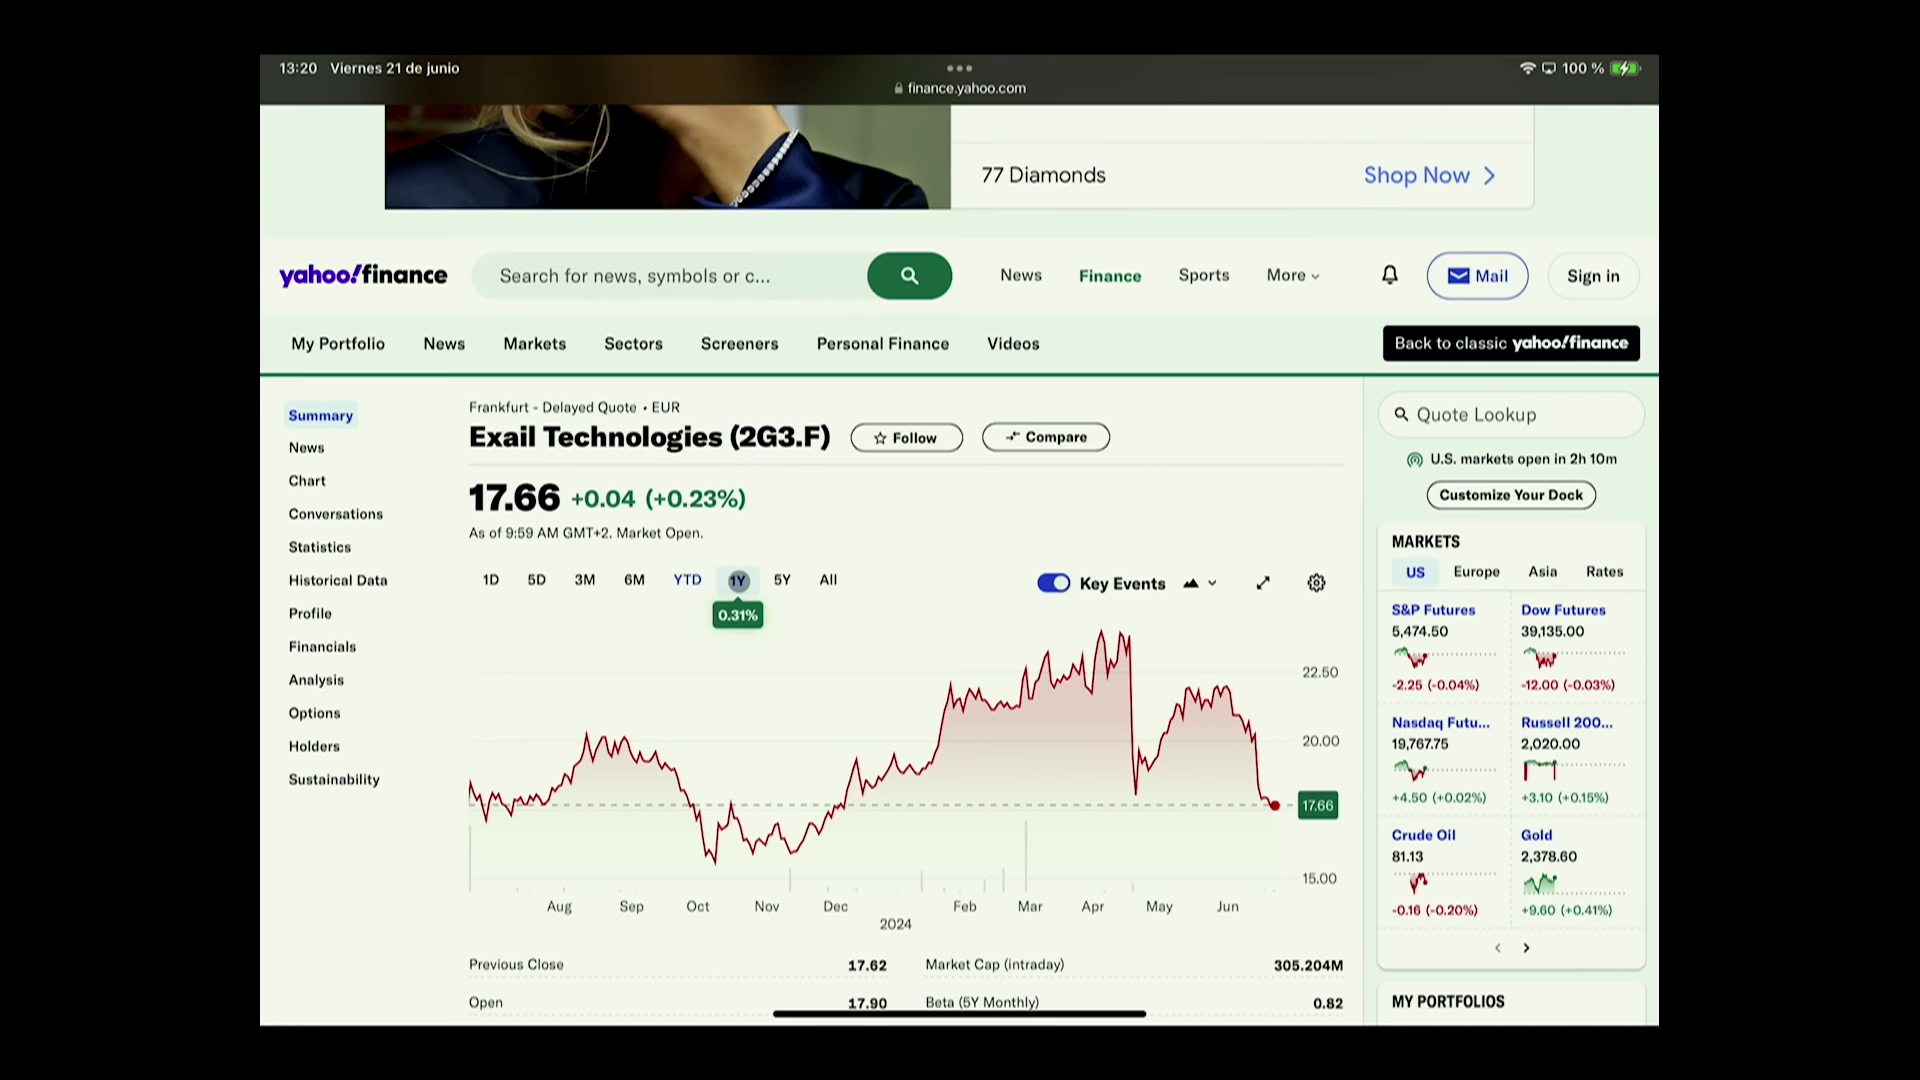 13:20 Viernes 21 de junio
100 %
finance.yahoo.com
77 Diamonds
Shop Now
yahoo!finance
Search for news, symbols or c...
News
Finance
Sports
More
Mail
Sign in
My Portfolio
News
Markets
Sectors
Screeners
Personal Finance
Videos
Back to classic yahoo!finance
Summary
News
Chart
Conversations
Statistics
Historical Data
Profile
Financials
Analysis
Options
Holders
Sustainability
Frankfurt - Delayed Quote • EUR
Exail Technologies (2G3.F)
Follow
Compare
17.66 +0.04 (+0.23%)
As of 9:59 AM GMT+2. Market Open.
1D 5D 3M 6M YTD 1Y 5Y All
0.31%
Key Events
22.50
20.00
17.66
15.00
Aug Sep Oct Nov Dec Feb Mar Apr May Jun
2024
Previous Close 17.62
Market Cap (intraday) 305.204M
Open 17.90
Beta (5Y Monthly) 0.82
Quote Lookup
U.S. markets open in 2h 10m
Customize Your Dock
MARKETS
US Europe Asia Rates
S&P Futures
5,474.50
-2.25 (-0.04%)
Dow Futures
39,135.00
-12.00 (-0.03%)
Nasdaq Futu...
19,767.75
+4.50 (+0.02%)
Russell 200...
2,020.00
+3.10 (+0.15%)
Crude Oil
81.13
-0.16 (-0.20%)
Gold
2,378.60
+9.60 (+0.41%)
MY PORTFOLIOS